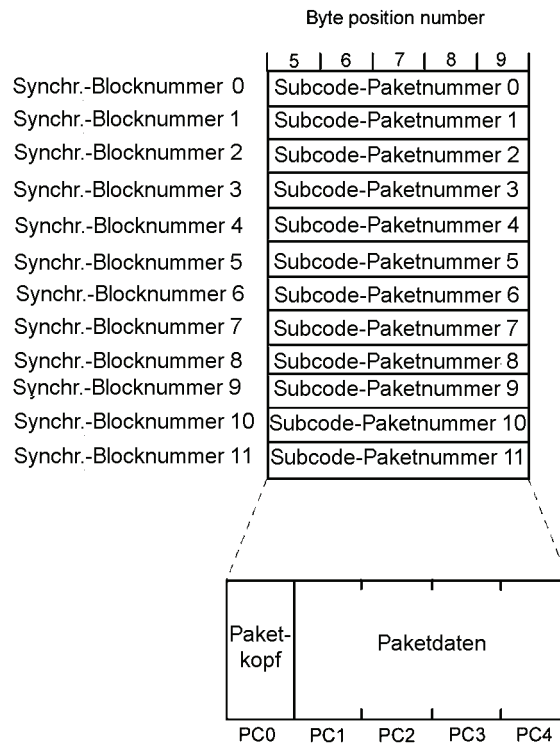 Byte position number
5 6 7 8 9
Synchr.-Blocknummer 0 Subcode-Paketnummer 0
Synchr.-Blocknummer 1 Subcode-Paketnummer 1
Synchr.-Blocknummer 2 Subcode-Paketnummer 2
Synchr.-Blocknummer 3 Subcode-Paketnummer 3
Synchr.-Blocknummer 4 Subcode-Paketnummer 4
Synchr.-Blocknummer 5 Subcode-Paketnummer 5
Synchr.-Blocknummer 6 Subcode-Paketnummer 6
Synchr.-Blocknummer 7 Subcode-Paketnummer 7
Synchr.-Blocknummer 8 Subcode-Paketnummer 8
Synchr.-Blocknummer 9 Subcode-Paketnummer 9
Synchr.-Blocknummer 10 Subcode-Paketnummer 10
Synchr.-Blocknummer 11 Subcode-Paketnummer 11
Paket-
kopf
Paketdaten
PC0 PC1 PC2 PC3 PC4